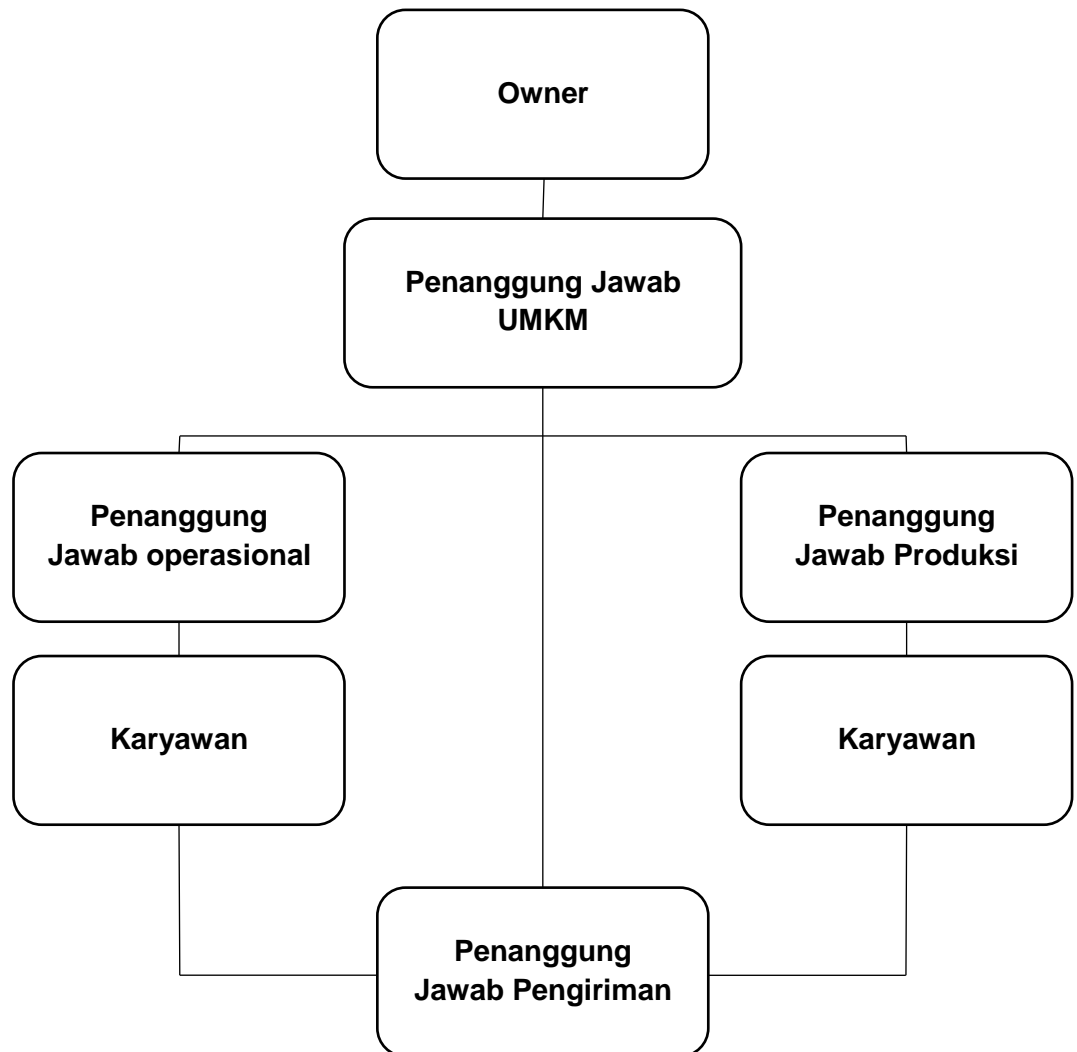 Owner
Penanggung Jawab
UMKM
Penanggung
Jawab operasional
Penanggung
Jawab Produksi
Karyawan
Karyawan
Penanggung
Jawab Pengiriman